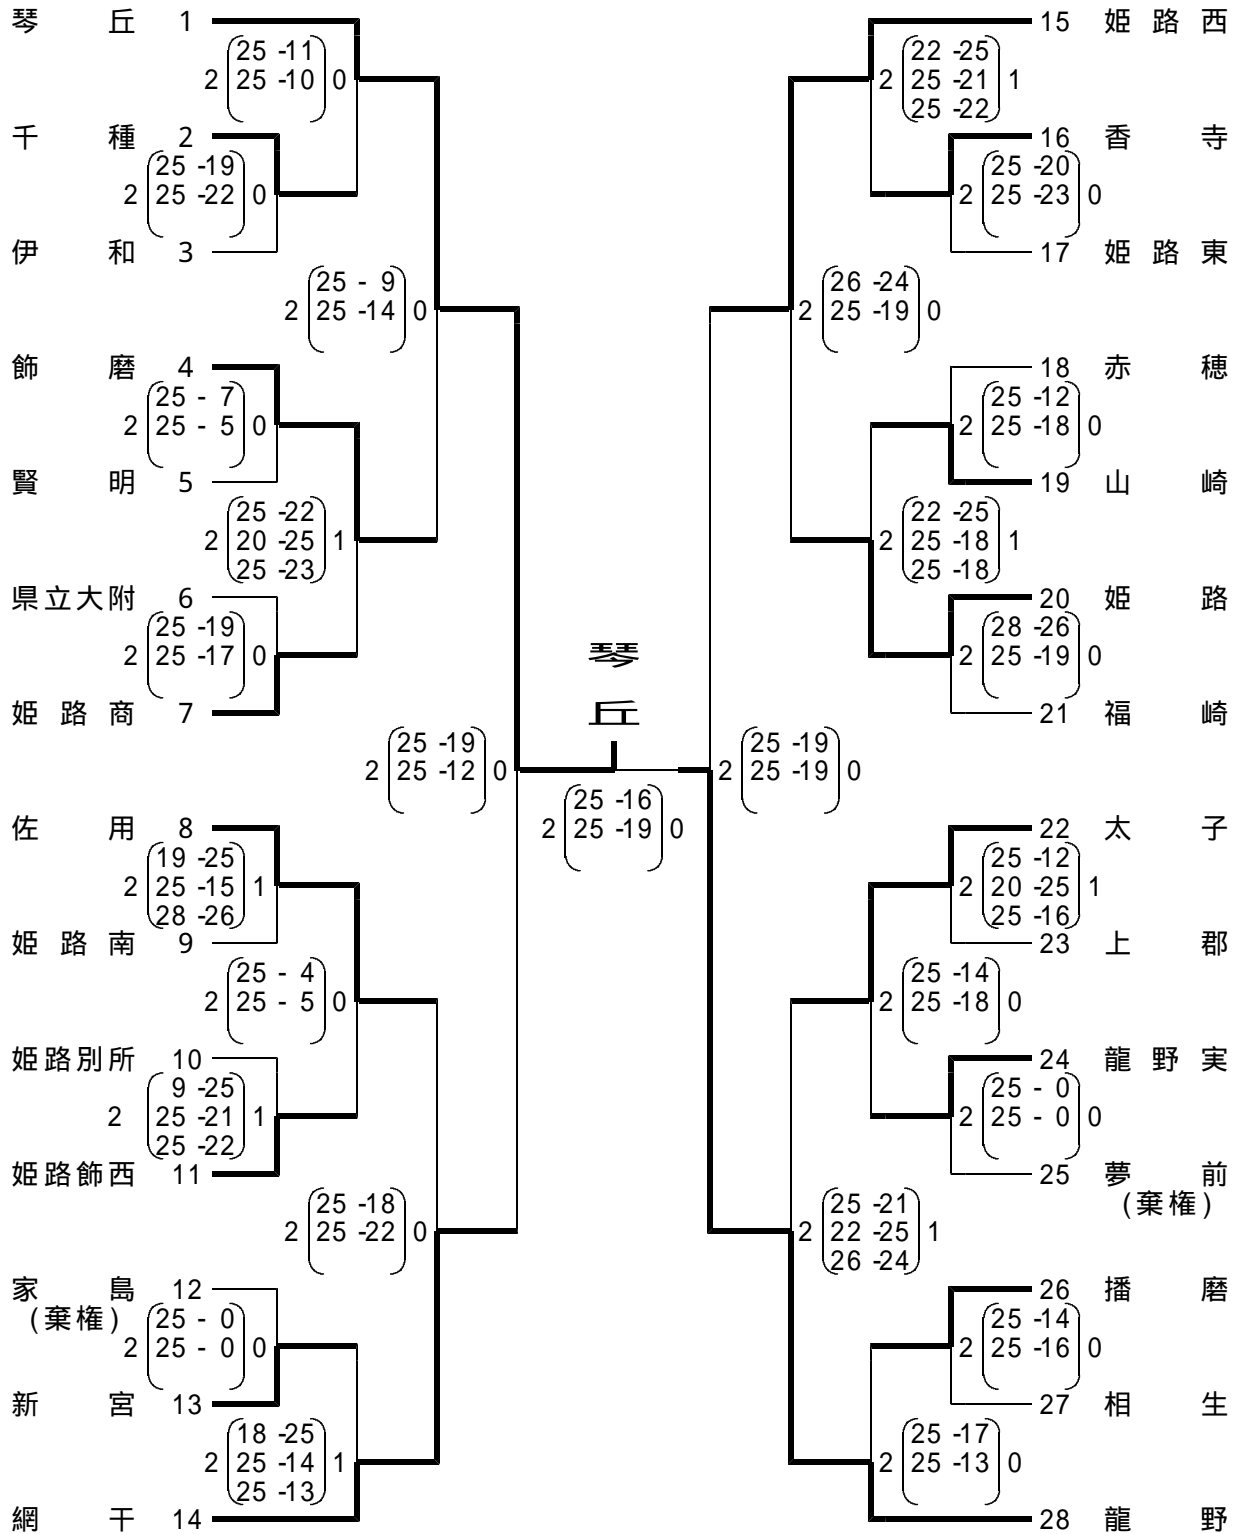 琴丘 1
2 25-11 0
25-10
千種 2
2 25-19 0
25-22
伊和 3
2 25-9 0
25-14
飾磨 4
2 25-7 0
25-5
賢明 5
2 25-22 1
20-25
25-23
県立大附 6
2 25-19 0
25-17
姫路商 7
2 25-19 0
25-12
佐用 8
2 19-25 1
25-15
28-26
姫路南 9
2 25-4 0
25-5
姫路別所 10
2 9-25 1
25-21
25-22
姫路飾西 11
2 25-18 0
25-22
家島 12
(棄権)
2 25-0 0
25-0
新宮 13
2 18-25 1
25-14
25-13
網干 14
琴丘
2 25-16 0
25-19
15 姫路西
2 22-25 1
25-21
25-22
16 香寺
2 25-20 0
25-23
17 姫路東
2 26-24 0
25-19
18 赤穂
2 25-12 0
25-18
19 山崎
2 22-25 1
25-18
25-18
20 姫路
2 28-26 0
25-19
21 福崎
2 25-19 0
25-19
22 太子
2 25-12 1
20-25
25-16
23 上郡
2 25-14 0
25-18
24 龍野実
2 25-0 0
25-0
25 夢前
(棄権)
2 25-21 1
22-25
26-24
26 播磨
2 25-14 0
25-16
27 相生
2 25-17 0
25-13
28 龍野